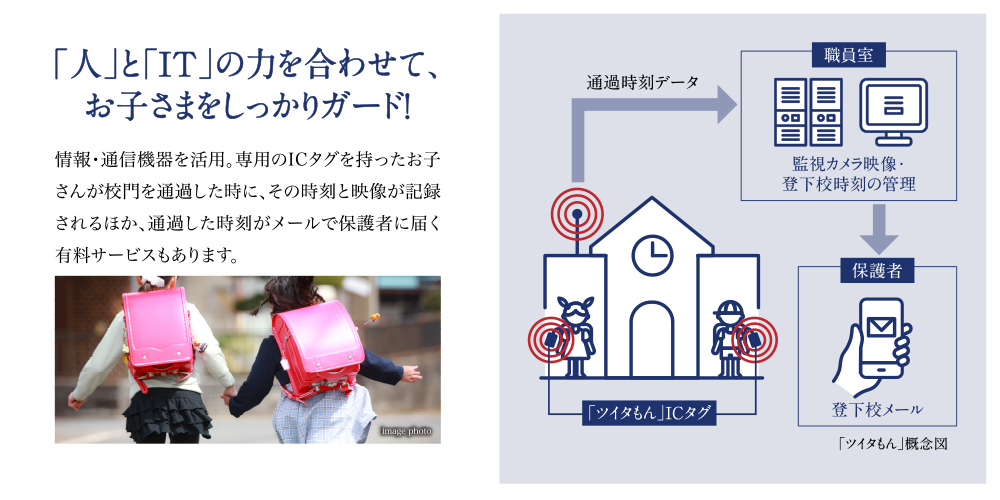 「人」と「IT」の力を合わせて、
お子さまをしっかりガード!
情報・通信機器を活用。専用のICタグを持ったお子
さんが校門を通過した時に、その時刻と映像が記録
されるほか、通過した時刻がメールで保護者に届く
有料サービスもあります。
image photo
通過時刻データ
職員室
監視カメラ映像・
登下校時刻の管理
保護者
登下校メール
「ツイタもん」ICタグ
「ツイタもん」概念図